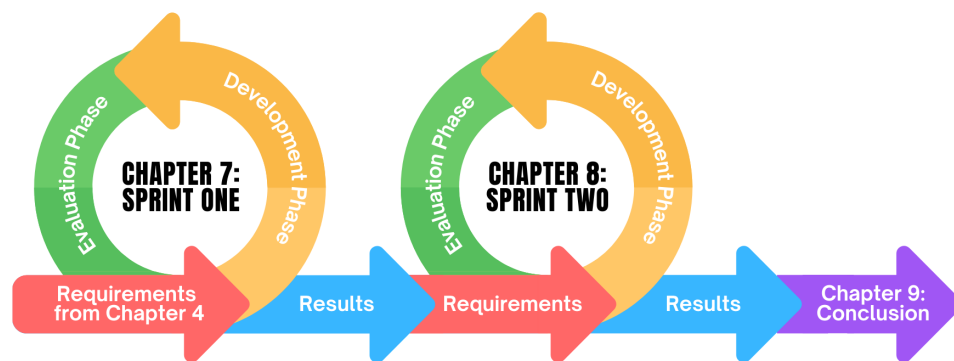 Evaluation Phase
Development Phase
CHAPTER 7:
SPRINT ONE
Evaluation Phase
Development Phase
CHAPTER 8:
SPRINT TWO
Requirements
from Chapter 4
Results
Requirements
Results
Chapter 9:
Conclusion